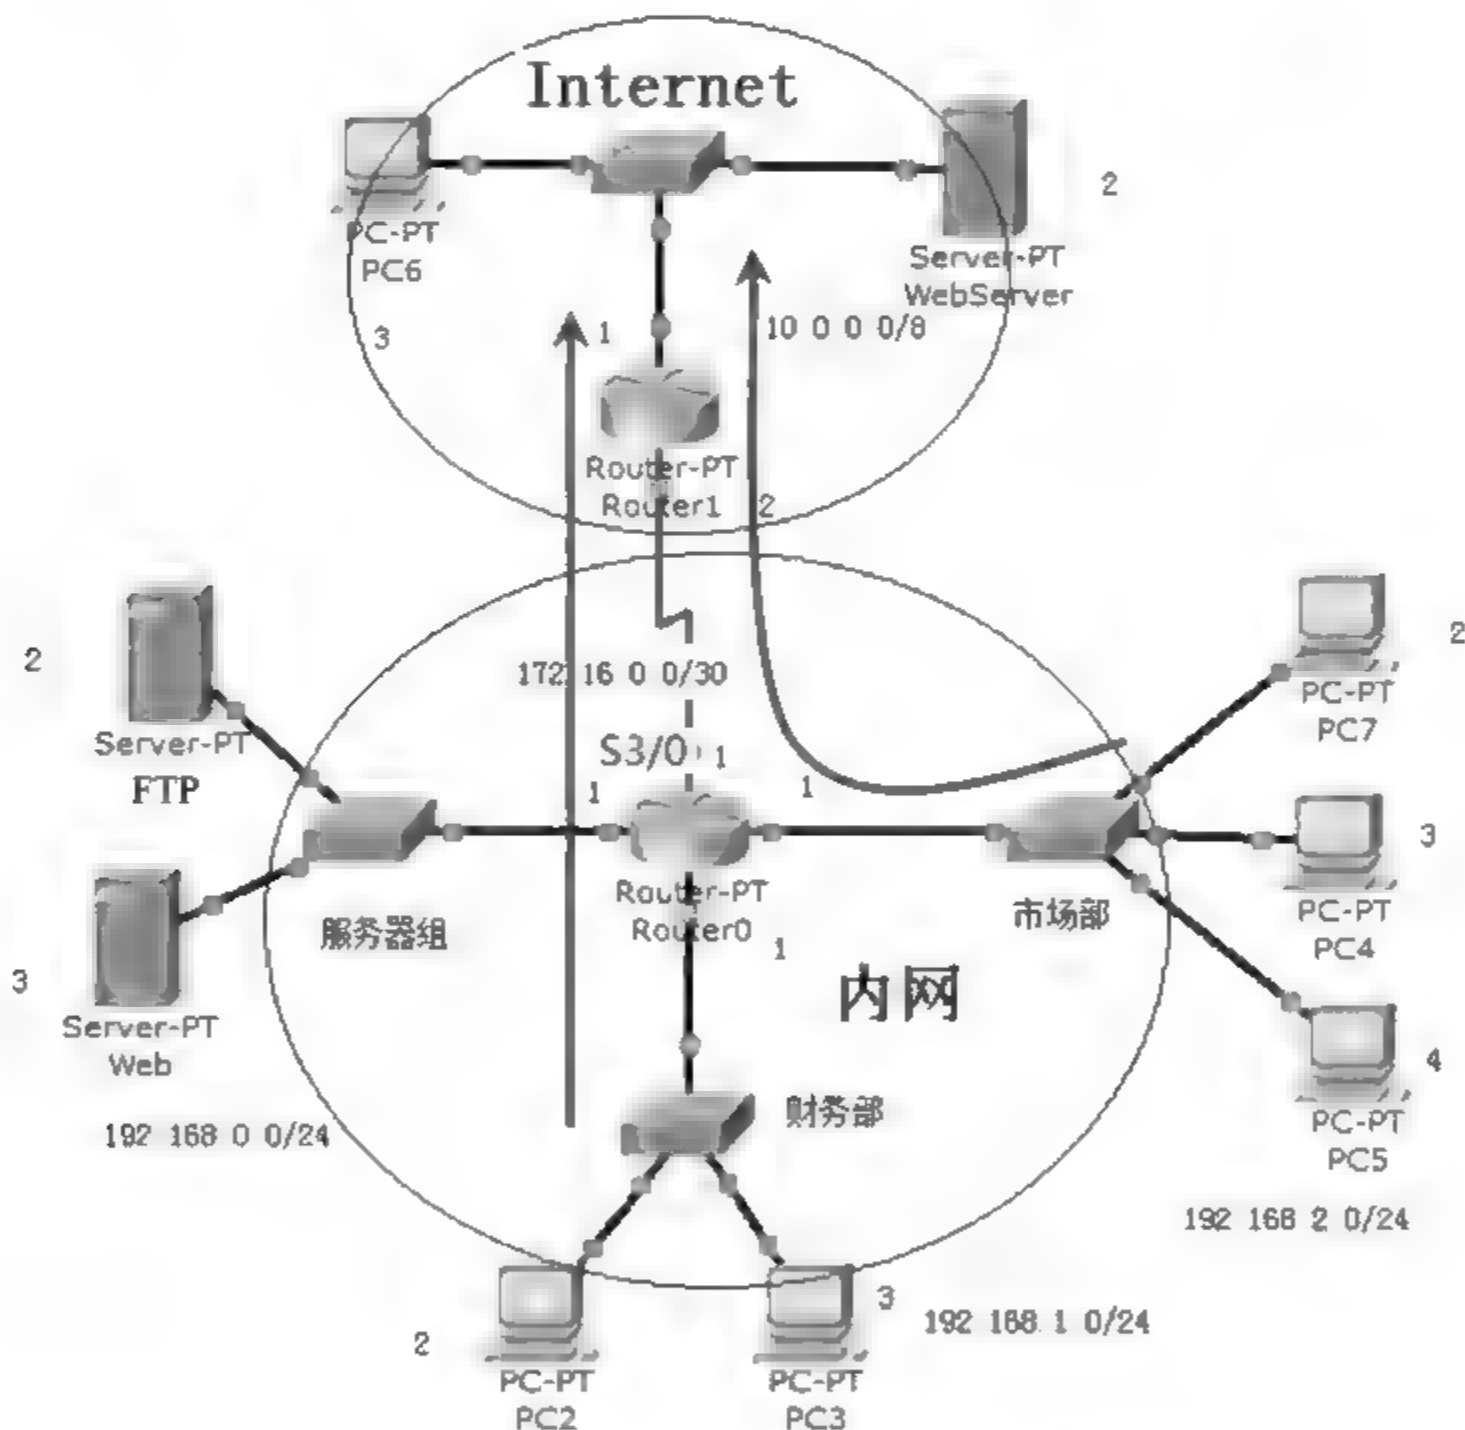 Internet
2
PC-PT
PC6
Server-PT
WebServer
3
1
10 0 0 0/8
Router-PT
Router1
2
2
Server-PT
FTP
172 16 0 0/30
S3/0
1
1
1
2
PC-PT
PC7
3
Server-PT
Web
服务器组
Router-PT
Router0
1
市场部
3
PC-PT
PC4
内网
4
PC-PT
PC5
192 168 0 0/24
财务部
192 168 2 0/24
2
PC-PT
PC2
3
PC-PT
PC3
192 168 1 0/24